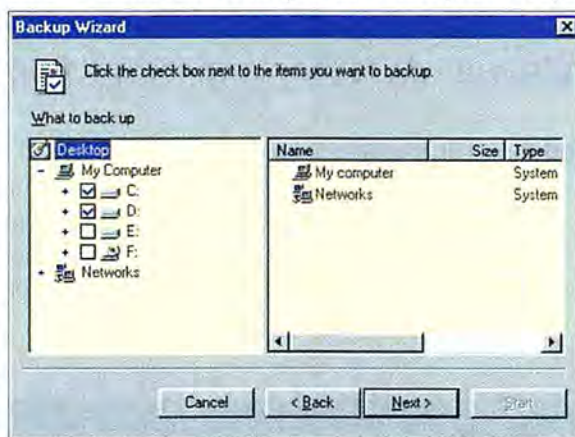 Backup Wizard
Click the check box next to the items you want to backup.
What to back up
Desktop
My Computer
C:
D:
E:
F:
Networks
Name Size Type
My computer System
Networks System
Cancel < Back Next > Start